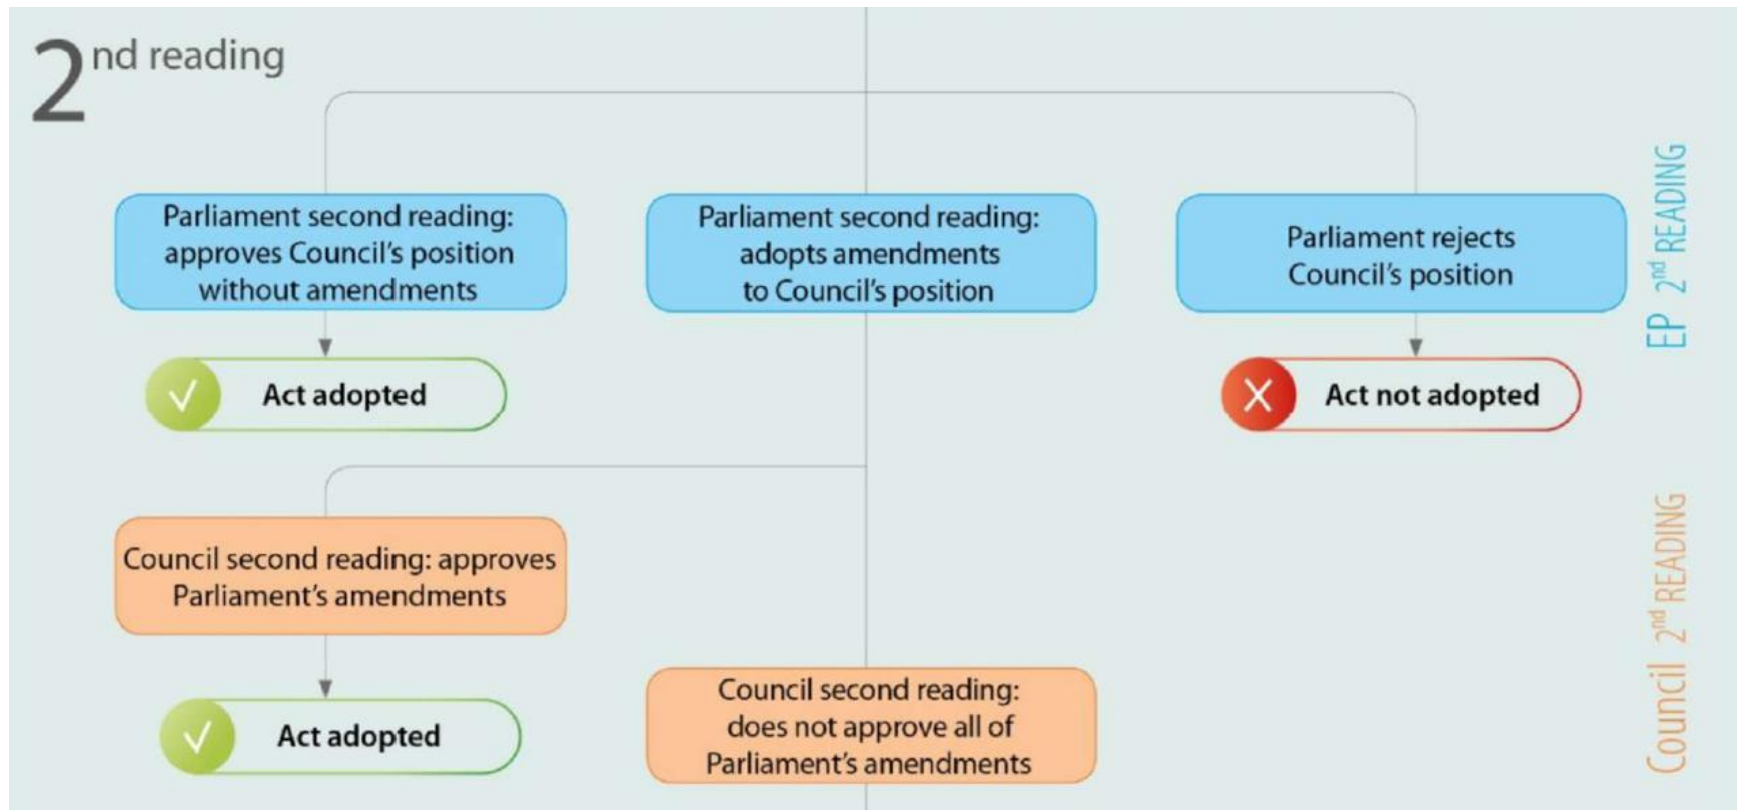 2nd reading
Parliament second reading:
approves Council’s position
without amendments
Parliament second reading:
adopts amendments
to Council’s position
Parliament rejects
Council’s position
EP 2nd READING
Act adopted
Act not adopted
Council second reading: approves
Parliament’s amendments
Council 2nd READING
Act adopted
Council second reading:
does not approve all of
Parliament’s amendments